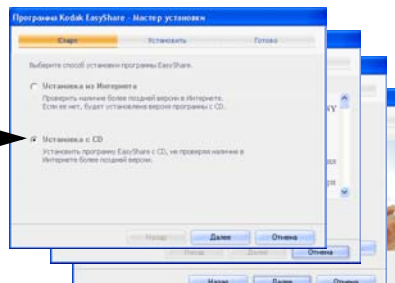 Программа Kodak EasyShare - Мастер установки
Старт Установить Готово
Выберите способ установки программы EasyShare.
Установка из Интернета
Проверить наличие более поздней версии в Интернете.
Если ее нет, будет установлена версия программы с CD.
Установка с CD
Установить программу EasyShare с CD, не проверяя наличие в
Интернете более поздней версии.
Назад Далее Отмена
Назад Далее Отмена
Назад Далее Отмена